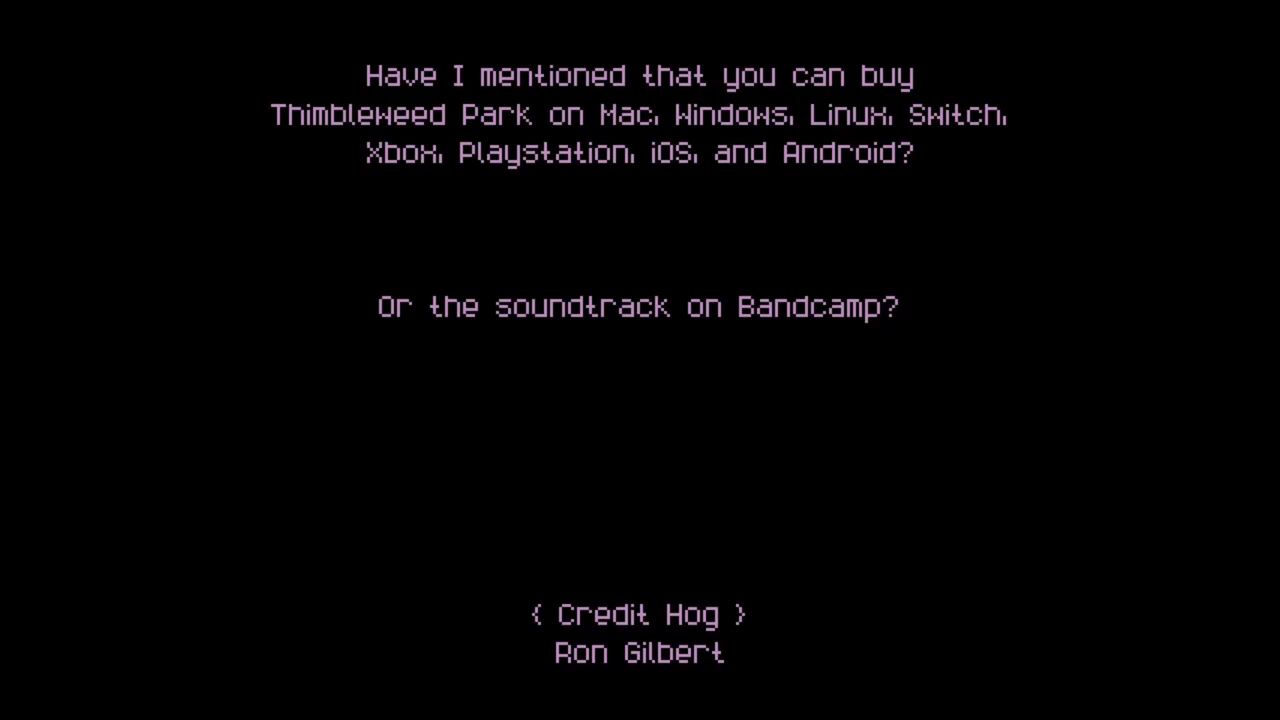 Have I mentioned that you can buy
Thimbleweed Park on Mac, Windows, Linux, Switch,
Xbox, Playstation, iOS, and Android?
Or the soundtrack on Bandcamp?
{ Credit Hog }
Ron Gilbert